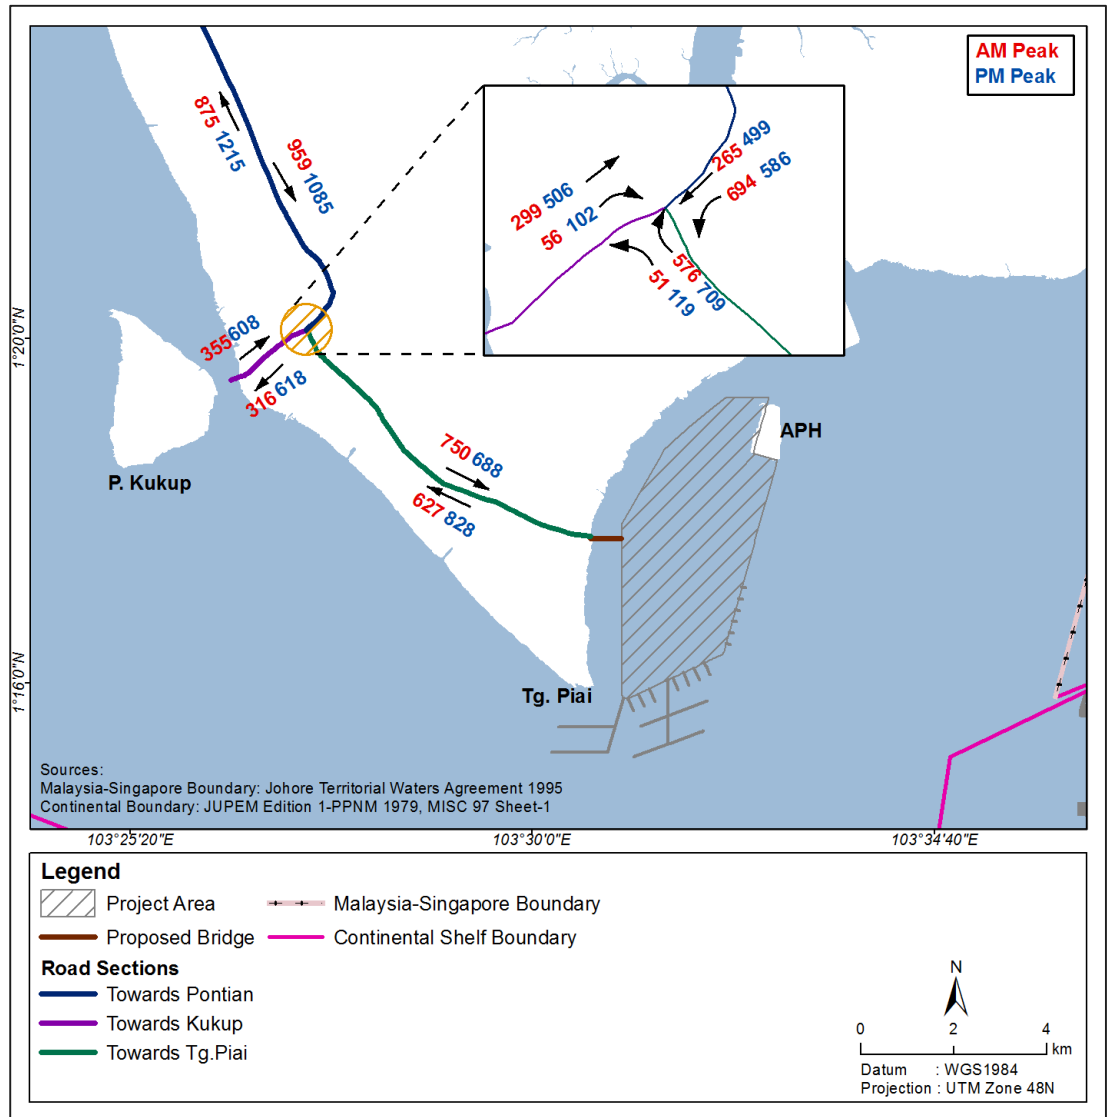 AM Peak
PM Peak
875 1215
959 1085
299 506
56 102
265 499
694 586
576 709
51 119
355 608
316 618
750 688
627 828
P. Kukup
APH
Tg. Piai
1°20'0"N
1°16'0"N
Sources:
Malaysia-Singapore Boundary: Johore Territorial Waters Agreement 1995
Continental Boundary: JUPEM Edition 1-PPNM 1979, MISC 97 Sheet-1
103°25'20"E
103°30'0"E
103°34'40"E
Legend
Project Area
Malaysia-Singapore Boundary
Proposed Bridge
Continental Shelf Boundary
Road Sections
Towards Pontian
Towards Kukup
Towards Tg.Piai
N
0 2 4
km
Datum : WGS1984
Projection : UTM Zone 48N